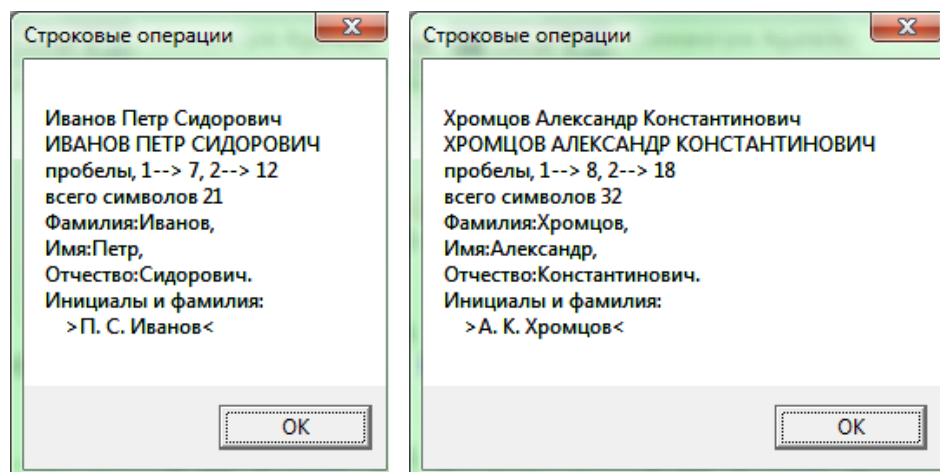 Строковые операции
Иванов Петр Сидорович
ИВАНОВ ПЕТР СИДОРОВИЧ
пробелы, 1--> 7, 2--> 12
всего символов 21
Фамилия:Иванов,
Имя:Петр,
Отчество:Сидорович.
Инициалы и фамилия:
>П. С. Иванов<
OK
Строковые операции
Хромцов Александр Константинович
ХРОМЦОВ АЛЕКСАНДР КОНСТАНТИНОВИЧ
пробелы, 1--> 8, 2--> 18
всего символов 32
Фамилия:Хромцов,
Имя:Александр,
Отчество:Константинович.
Инициалы и фамилия:
>А. К. Хромцов<
OK